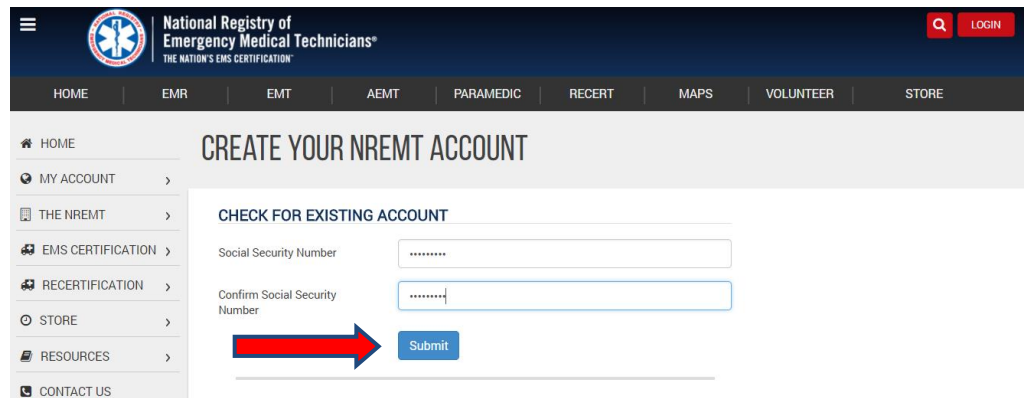 National Registry of
Emergency Medical Technicians®
THE NATION'S EMS CERTIFICATION™
LOGIN
HOME EMR EMT AEMT PARAMEDIC RECERT MAPS VOLUNTEER STORE
HOME
MY ACCOUNT
THE NREMT
EMS CERTIFICATION
RECERTIFICATION
STORE
RESOURCES
CONTACT US
CREATE YOUR NREMT ACCOUNT
CHECK FOR EXISTING ACCOUNT
Social Security Number •••••••••
Confirm Social Security
Number •••••••••
Submit